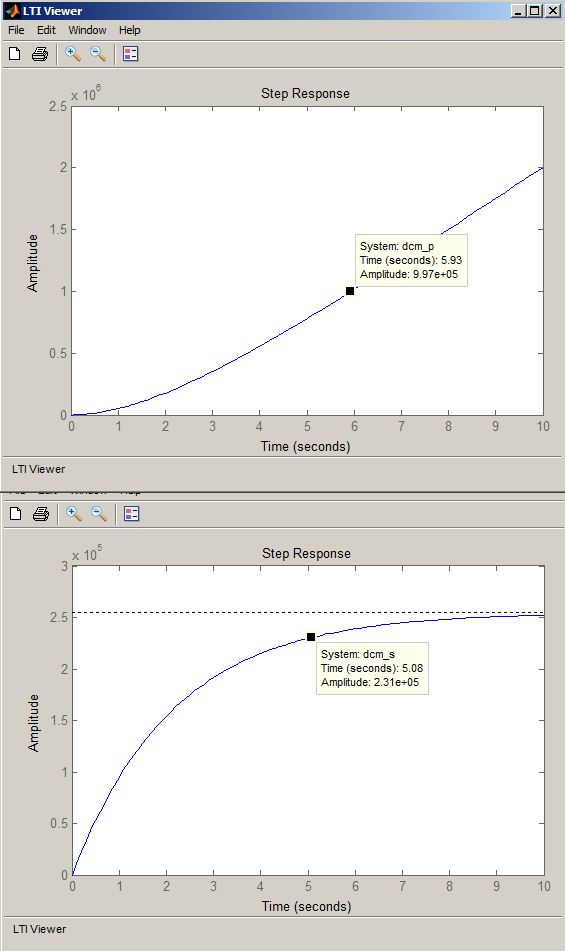 LTI Viewer
File Edit Window Help
Step Response
x 10^6
2.5
2
1.5
1
0.5
0
Amplitude
System: dcm_p
Time (seconds): 5.93
Amplitude: 9.97e+05
0 1 2 3 4 5 6 7 8 9 10
Time (seconds)
LTI Viewer
File Edit Window Help
Step Response
x 10^5
3
2.5
2
1.5
1
0.5
0
Amplitude
System: dcm_s
Time (seconds): 5.08
Amplitude: 2.31e+05
0 1 2 3 4 5 6 7 8 9 10
Time (seconds)
LTI Viewer